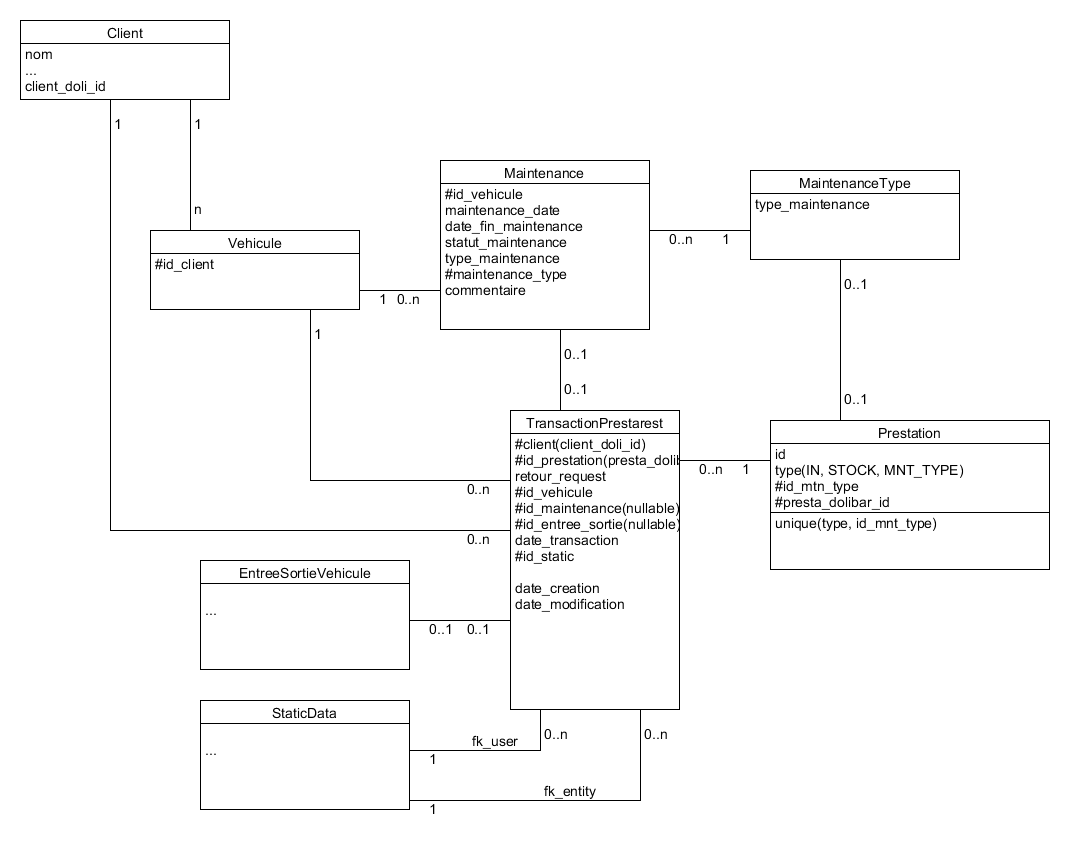 Client
nom
...
client_doli_id
1
1
n
Vehicule
#id_client
1
0..n
1
Maintenance
#id_vehicule
maintenance_date
date_fin_maintenance
statut_maintenance
type_maintenance
#maintenance_type
commentaire
0..n
1
MaintenanceType
type_maintenance
0..1
0..1
0..1
0..1
TransactionPrestarest
#client(client_doli_id)
#id_prestation(presta_dolib
retour_request
#id_vehicule
#id_maintenance(nullable)
#id_entree_sortie(nullable)
date_transaction
#id_static
date_creation
date_modification
0..n
1
Prestation
id
type(IN, STOCK, MNT_TYPE)
#id_mtn_type
#presta_dolibar_id
unique(type, id_mnt_type)
0..n
0..n
EntreeSortieVehicule
...
0..1
0..1
StaticData
...
fk_user
1
0..n
0..n
fk_entity
1